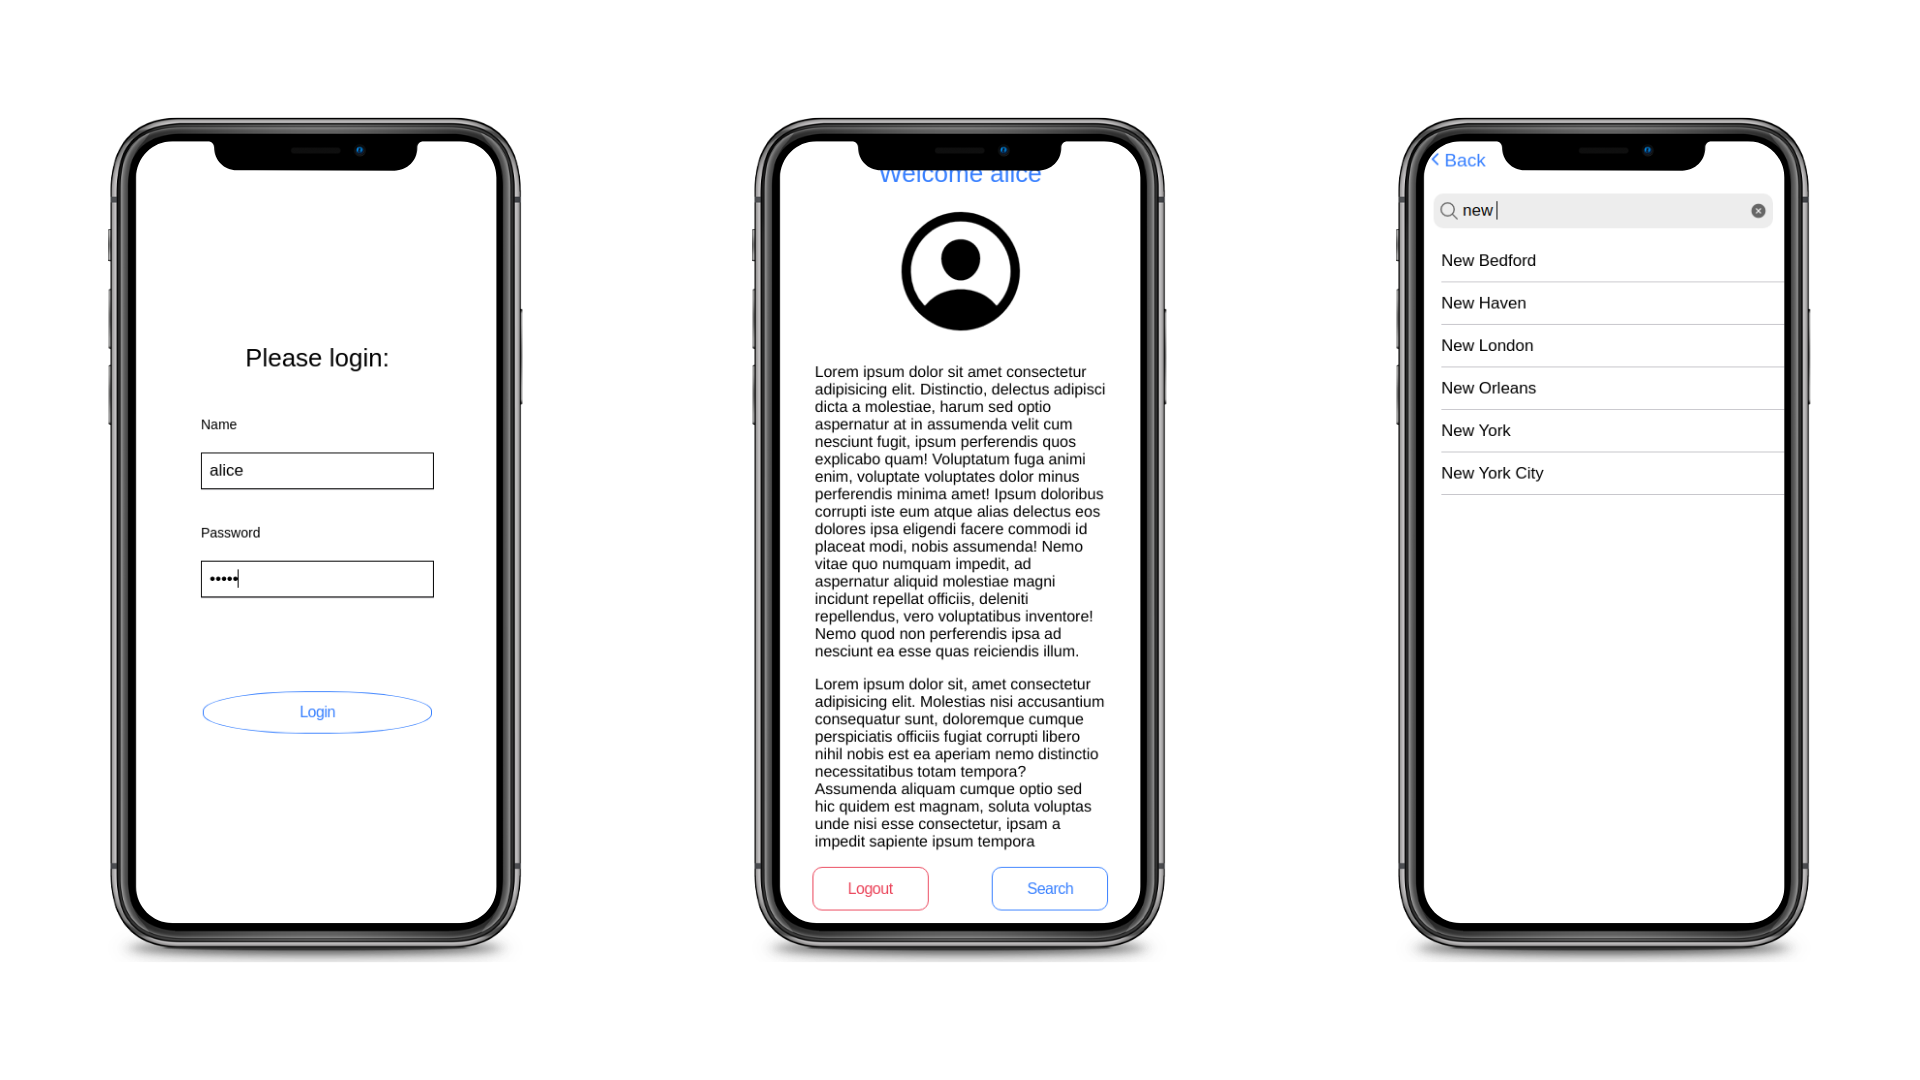 Please login:
Name
alice
Password
•••••
Login
Welcome alice
Lorem ipsum dolor sit amet consectetur
adipisicing elit. Distinctio, delectus adipisci
dicta a molestiae, harum sed optio
aspernatur at in assumenda velit cum
nesciunt fugit, ipsum perferendis quos
explicabo quam! Voluptatum fuga animi
enim, voluptate voluptates dolor minus
perferendis minima amet! Ipsum doloribus
corrupti iste eum atque alias delectus eos
dolores ipsa eligendi facere commodi id
placeat modi, nobis assumenda! Nemo
vitae quo numquam impedit, ad
aspernatur aliquid molestiae magni
incidunt repellat officiis, deleniti
repellendus, vero voluptatibus inventore!
Nemo quod non perferendis ipsa ad
nesciunt ea esse quas reiciendis illum.
Lorem ipsum dolor sit, amet consectetur
adipisicing elit. Molestias nisi accusantium
consequatur sunt, doloremque cumque
perspiciatis officiis fugiat corrupti libero
nihil nobis est ea aperiam nemo distinctio
necessitatibus totam tempora?
Assumenda aliquam cumque optio sed
hic quidem est magnam, soluta voluptas
unde nisi esse consectetur, ipsam a
impedit sapiente ipsum tempora
Logout
Search
Back
new
New Bedford
New Haven
New London
New Orleans
New York
New York City